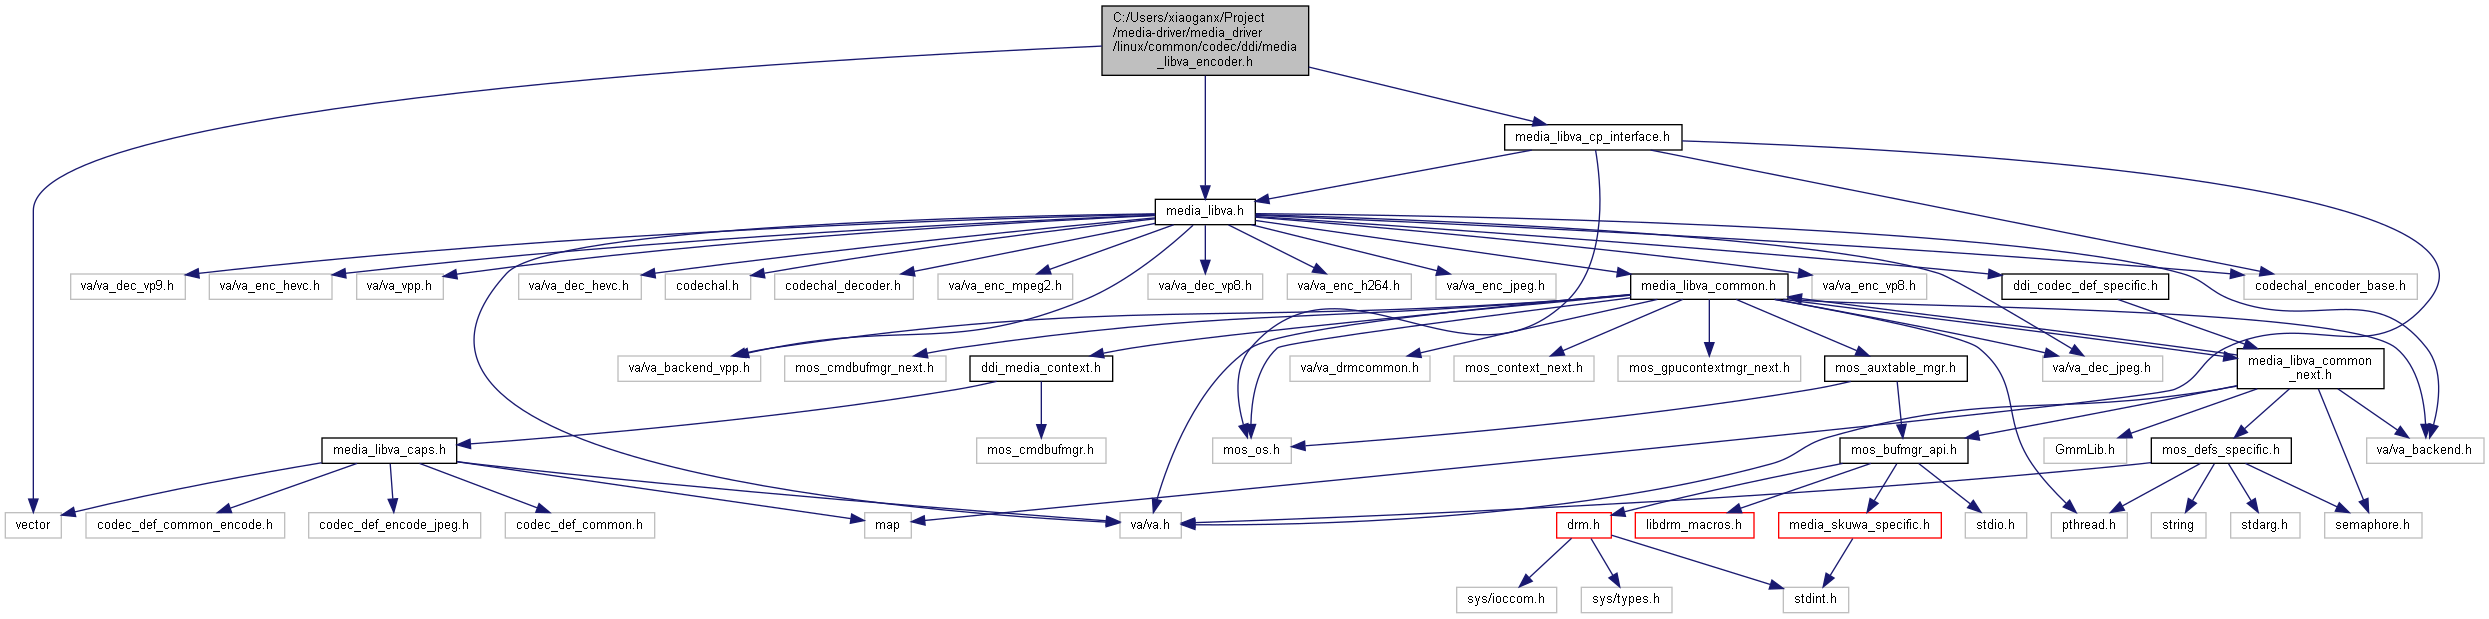 C:/Users/xiaoganx/Project
/media-driver/media_driver
/linux/common/codec/ddi/media
_libva_encoder.h
media_libva_cp_interface.h
media_libva.h
va/va_dec_vp9.h
va/va_enc_hevc.h
va/va_vpp.h
va/va_dec_hevc.h
codechal.h
codechal_decoder.h
va/va_enc_mpeg2.h
va/va_dec_vp8.h
va/va_enc_h264.h
va/va_enc_jpeg.h
media_libva_common.h
va/va_enc_vp8.h
ddi_codec_def_specific.h
codechal_encoder_base.h
va/va_backend_vpp.h
mos_cmdbufmgr_next.h
ddi_media_context.h
va/va_drmcommon.h
mos_context_next.h
mos_gpucontextmgr_next.h
mos_auxtable_mgr.h
va/va_dec_jpeg.h
media_libva_common
_next.h
media_libva_caps.h
mos_cmdbufmgr.h
mos_os.h
mos_bufmgr_api.h
GmmLib.h
mos_defs_specific.h
va/va_backend.h
vector
codec_def_common_encode.h
codec_def_encode_jpeg.h
codec_def_common.h
map
va/va.h
drm.h
libdrm_macros.h
media_skuwa_specific.h
stdio.h
pthread.h
string
stdarg.h
semaphore.h
sys/ioccom.h
sys/types.h
stdint.h